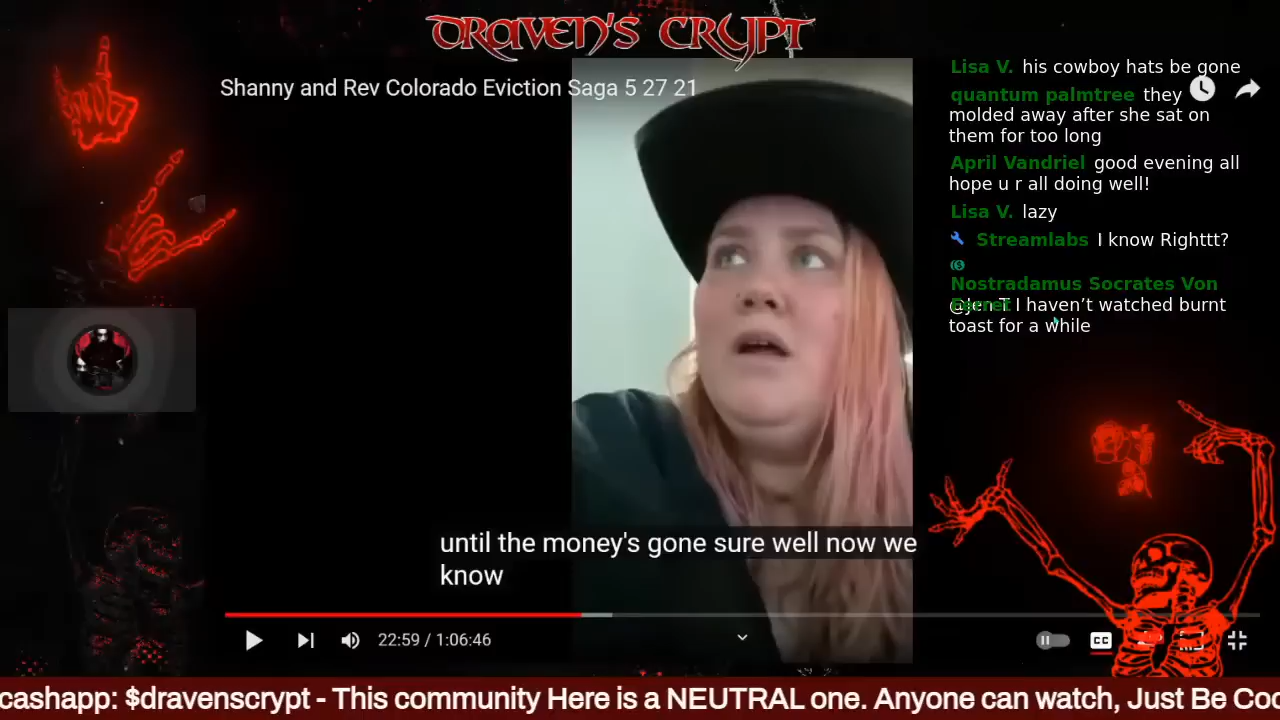 DRAVEN'S CRYPT
Shanny and Rev Colorado Eviction Saga 5 27 21
Lisa V. his cowboy hats be gone
quantum palmtree they
molded away after she sat on
them for too long
April Vandriel good evening all
hope u r all doing well!
Lisa V. lazy
Streamlabs I know Righttt?
Nostradamus Socrates Von
Ferret
@jen T I haven't watched burnt
toast for a while
until the money's gone sure well now we
know
22:59 / 1:06:46
CC
cashapp: $dravenscrypt - This community Here is a NEUTRAL one. Anyone can watch, Just Be Coo